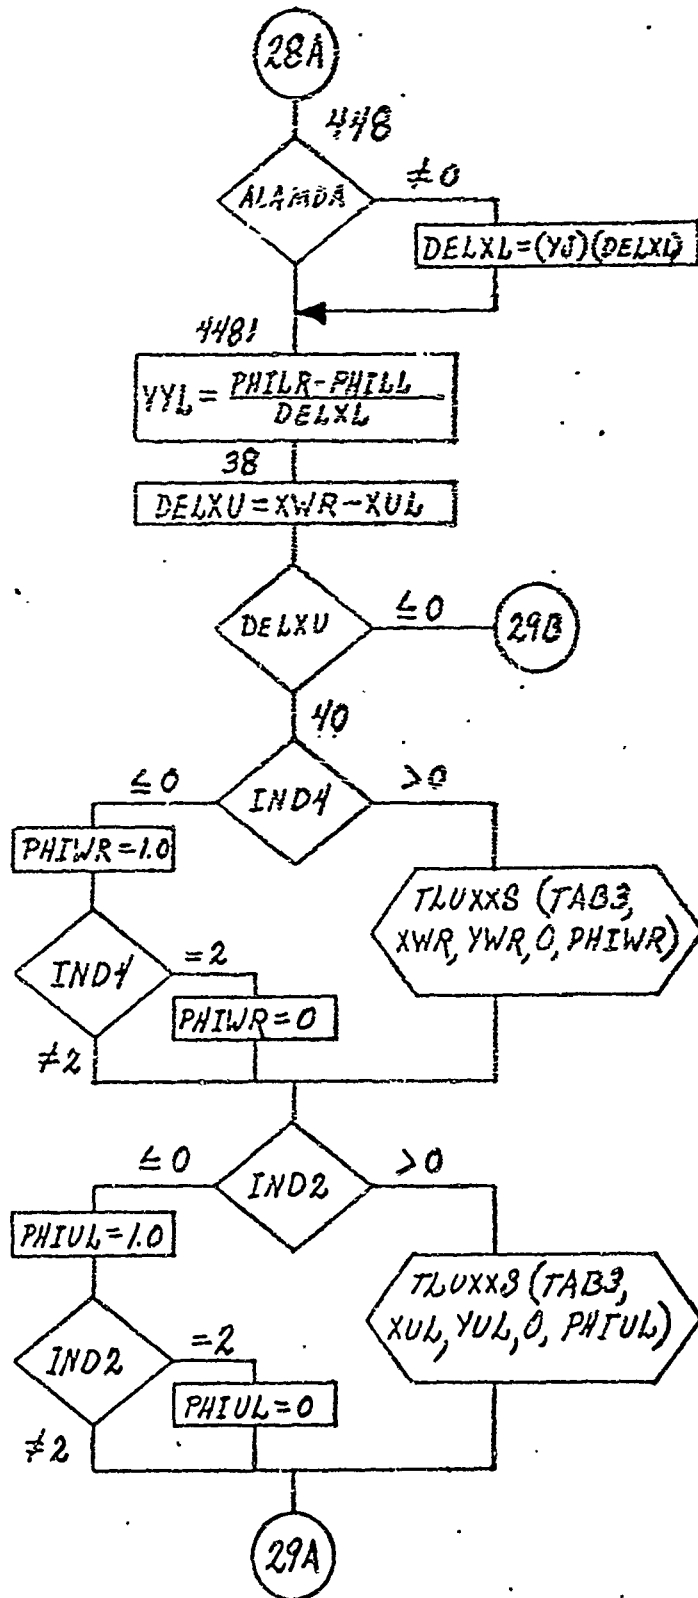 28A
448
ALAMDA
≠0
DELXL=(YJ)(DELXL)
4481
YYL= PHILR-PHILL
DELXL
38
DELXU=XWR-XUL
DELXU
≤0
29B
40
≤0
IND4
>0
PHIWR=1.0
TLUXXS (TAB3,
XWR, YWR, 0, PHIWR)
IND4
=2
PHIWR=0
≠2
≤0
IND2
>0
PHIUL=1.0
TLUXXS (TAB3,
XUL, YUL, 0, PHIUL)
IND2
=2
PHIUL=0
≠2
29A